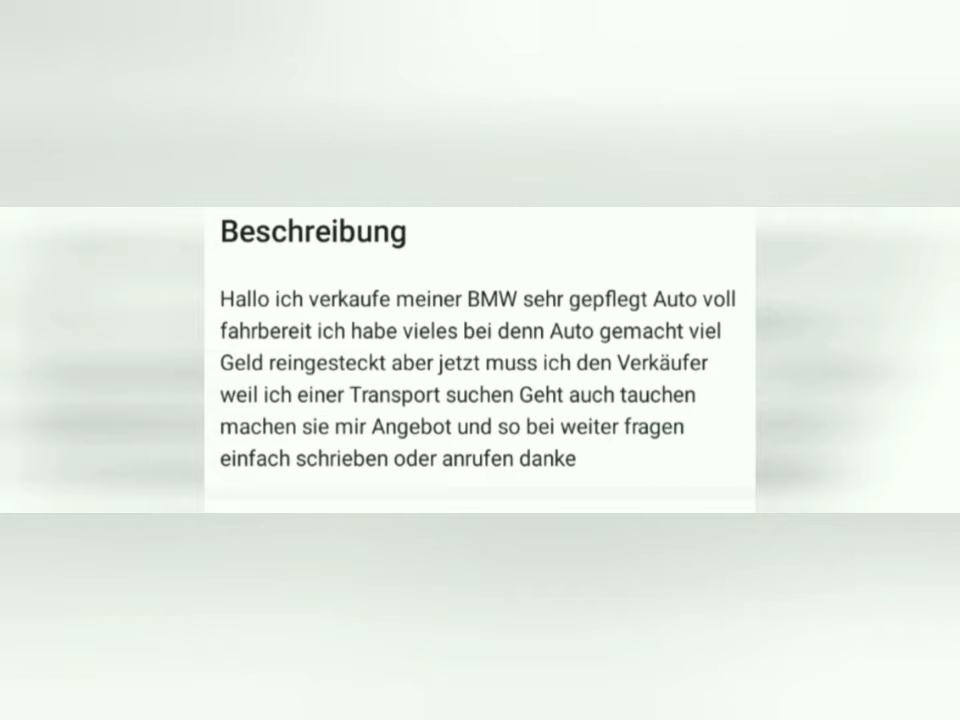 Beschreibung
Hallo ich verkaufe meiner BMW sehr gepflegt Auto voll
fahrbereit ich habe vieles bei denn Auto gemacht viel
Geld reingesteckt aber jetzt muss ich den Verkäufer
weil ich einer Transport suchen Geht auch tauchen
machen sie mir Angebot und so bei weiter fragen
einfach schrieben oder anrufen danke